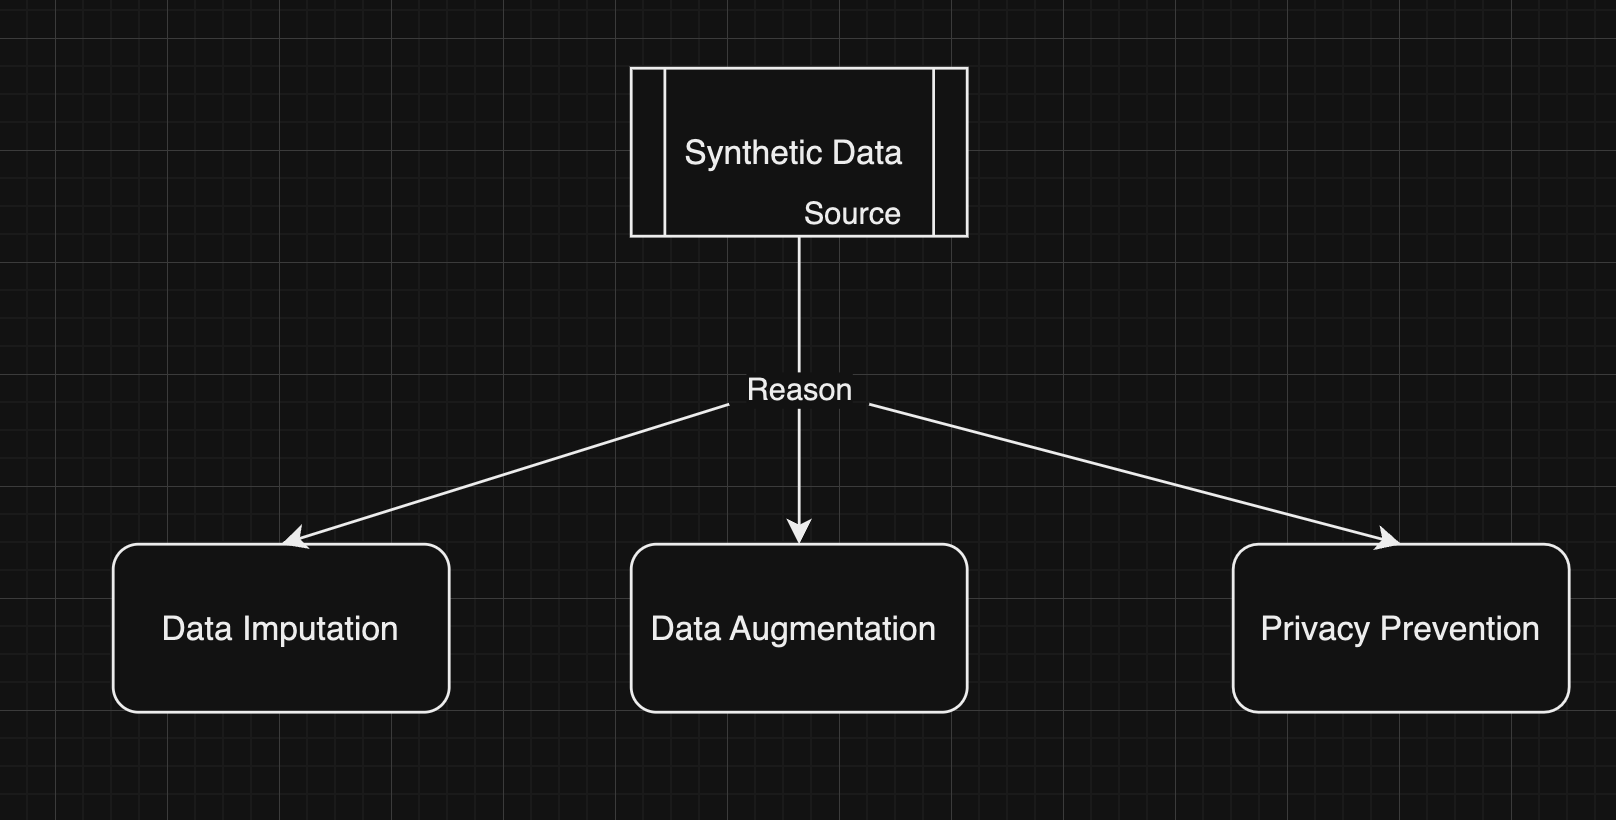 Synthetic Data
Source
Reason
Data Imputation
Data Augmentation
Privacy Prevention